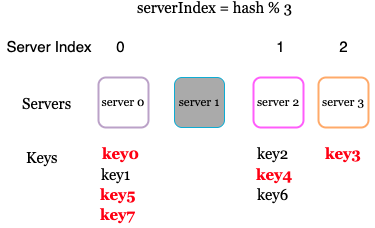 serverIndex = hash % 3
Server Index 0 1 2
Servers server 0 server 1 server 2 server 3
Keys key0 key2 key3
key1 key4
key5 key6
key7